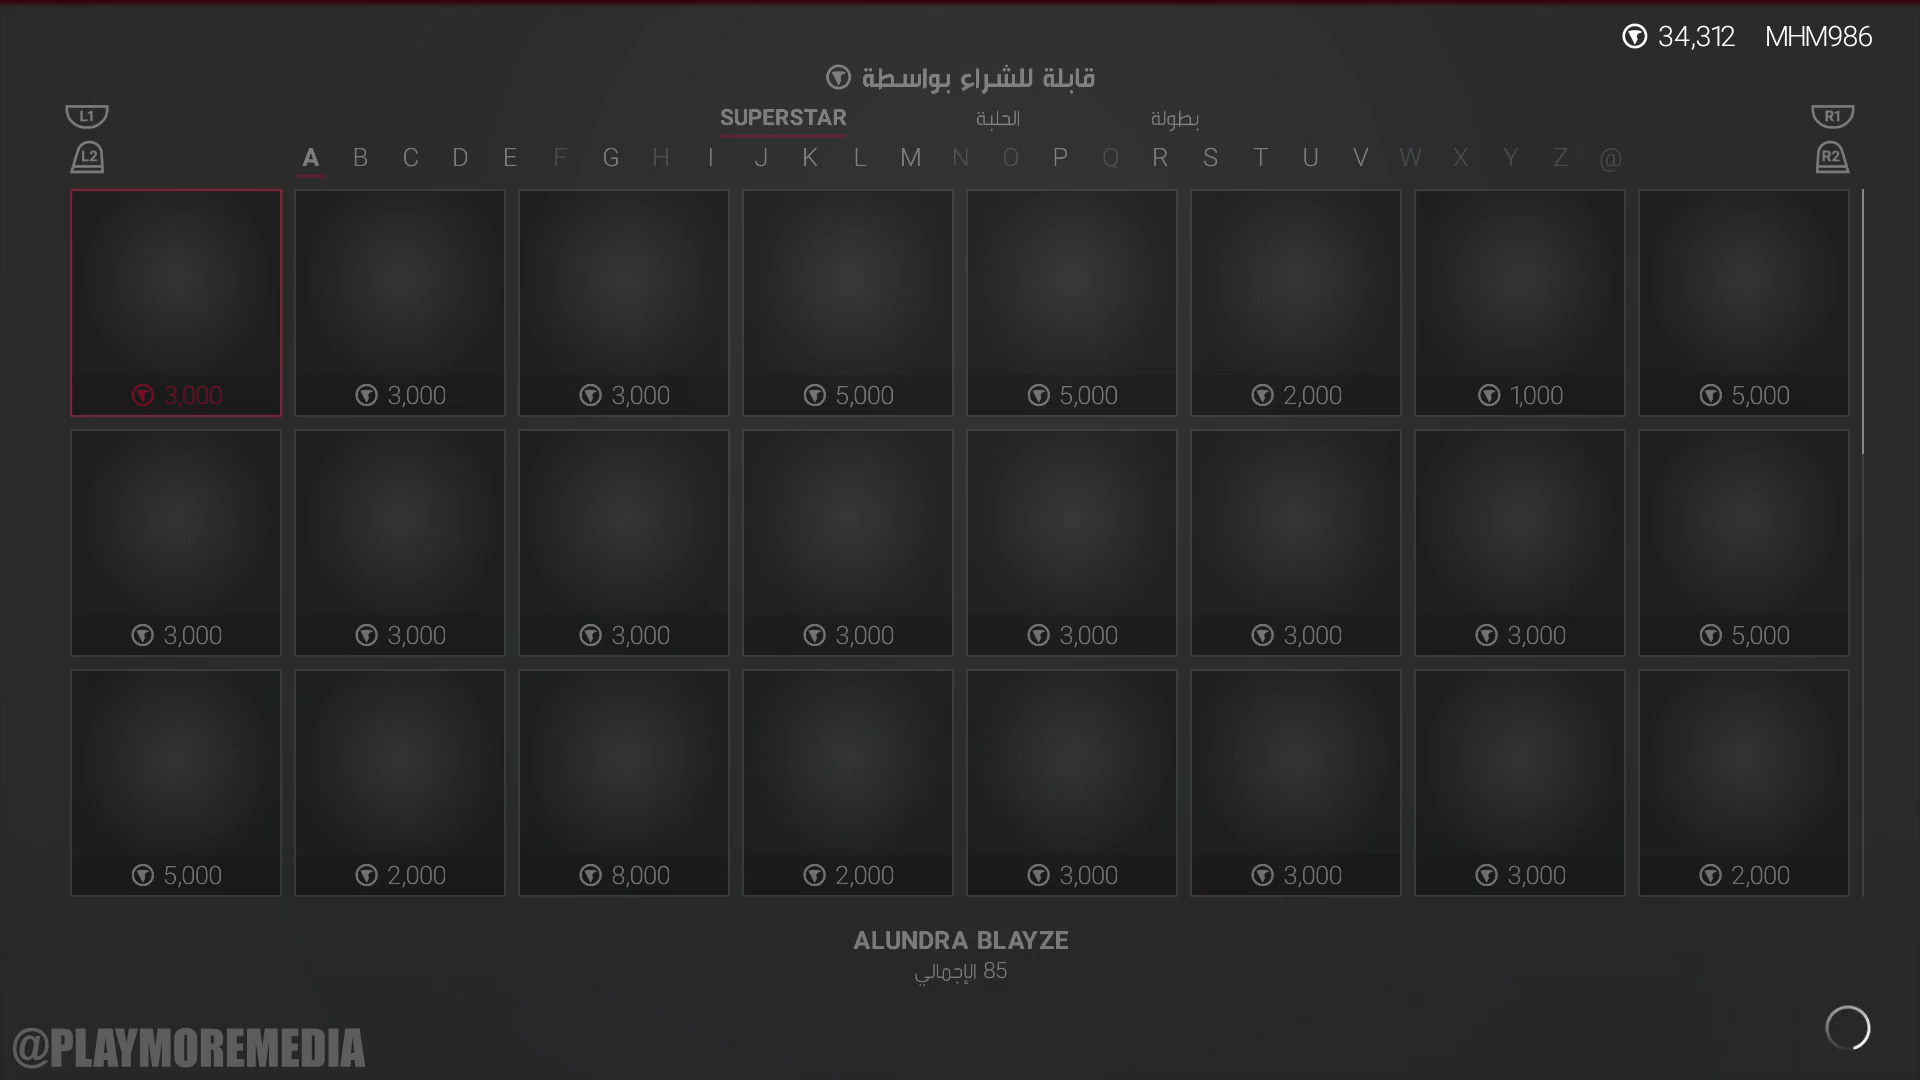 34,312 MHM986
قابلة للشراء بواسطة
L1 SUPERSTAR الحلبة بطولة R1
L2 A B C D E F G H I J K L M N O P Q R S T U V W X Y Z @ R2
3,000 3,000 3,000 5,000 5,000 2,000 1,000 5,000
3,000 3,000 3,000 3,000 3,000 3,000 3,000 5,000
5,000 2,000 8,000 2,000 3,000 3,000 3,000 2,000
ALUNDRA BLAYZE
85 الإجمالي
@PLAYMOREMEDIA